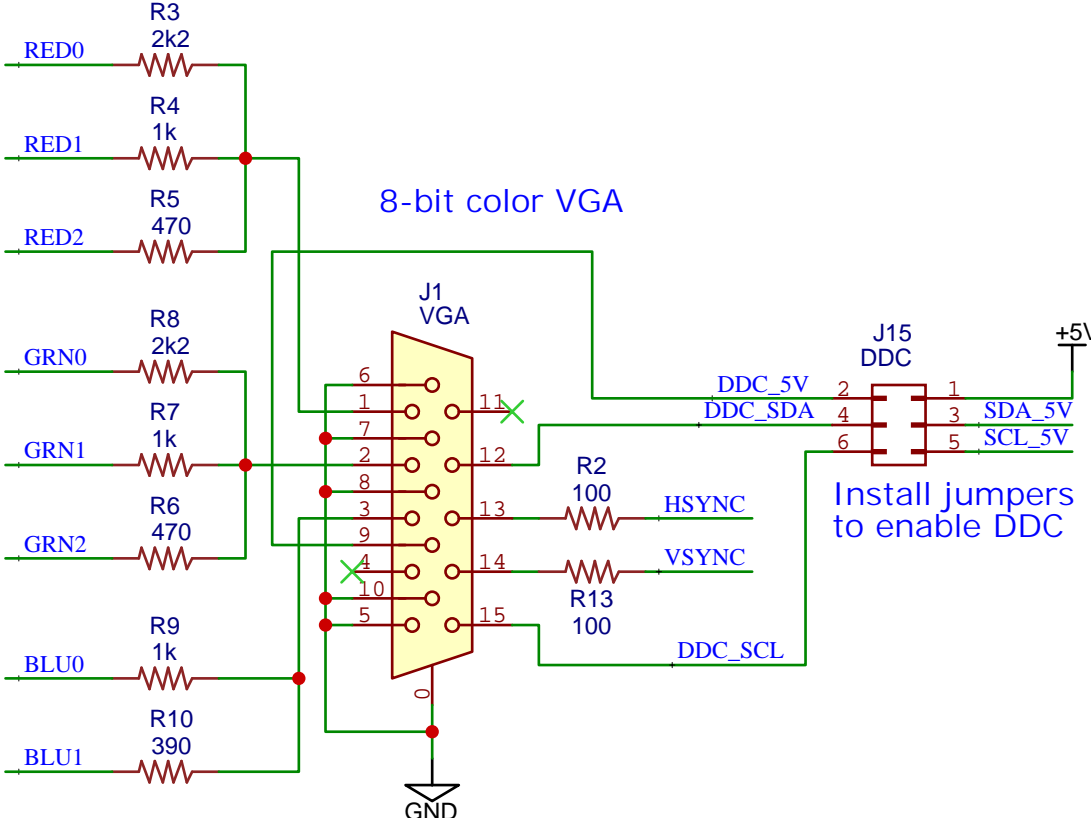 R3
2k2
RED0
R4
1k
RED1
R5
470
RED2
8-bit color VGA
R8
2k2
GRN0
R7
1k
GRN1
R6
470
GRN2
R9
1k
BLU0
R10
390
BLU1
J1
VGA
6
1
7
2
8
3
9
4
10
5
11
12
13
14
15
0
GND
R2
100
HSYNC
VSYNC
R13
100
DDC_SCL
DDC_5V
DDC_SDA
J15
DDC
2
4
6
1
3
5
+5V
SDA_5V
SCL_5V
Install jumpers
to enable DDC